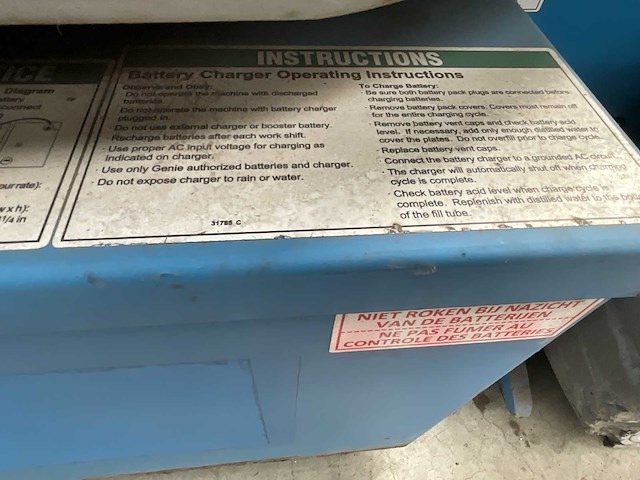 ICE
Diagram
Battery
connect
our rate):
w x h):
1/4 in
INSTRUCTIONS
Battery Charger Operating Instructions
Observe and Obey:
· Do not operate the machine with discharged
batteries.
· Do not operate the machine with battery charger
plugged in.
· Do not use external charger or booster battery.
· Recharge batteries after each work shift.
· Use proper AC input voltage for charging as
indicated on charger.
· Use only Genie authorized batteries and charger.
· Do not expose charger to rain or water.
31785 C
To Charge Battery:
· Be sure both battery pack plugs are connected before
charging batteries.
· Remove battery pack covers. Covers must remain off
for the entire charging cycle.
· Remove battery vent caps and check battery acid
level. If necessary, add only enough distilled water to
cover the plates. Do not overfill prior to charge cycle.
· Replace battery vent caps.
· Connect the battery charger to a grounded AC circuit.
· The charger will automatically shut off when
cycle is complete.
· Check battery acid level when charge cycle is
complete. Replenish with distilled water to the
of the fill tube.
NIET ROKEN BIJ NAZICHT
VAN DE BATTERIJEN
NE PAS FUMER AU
CONTROLE DES BATTERIES